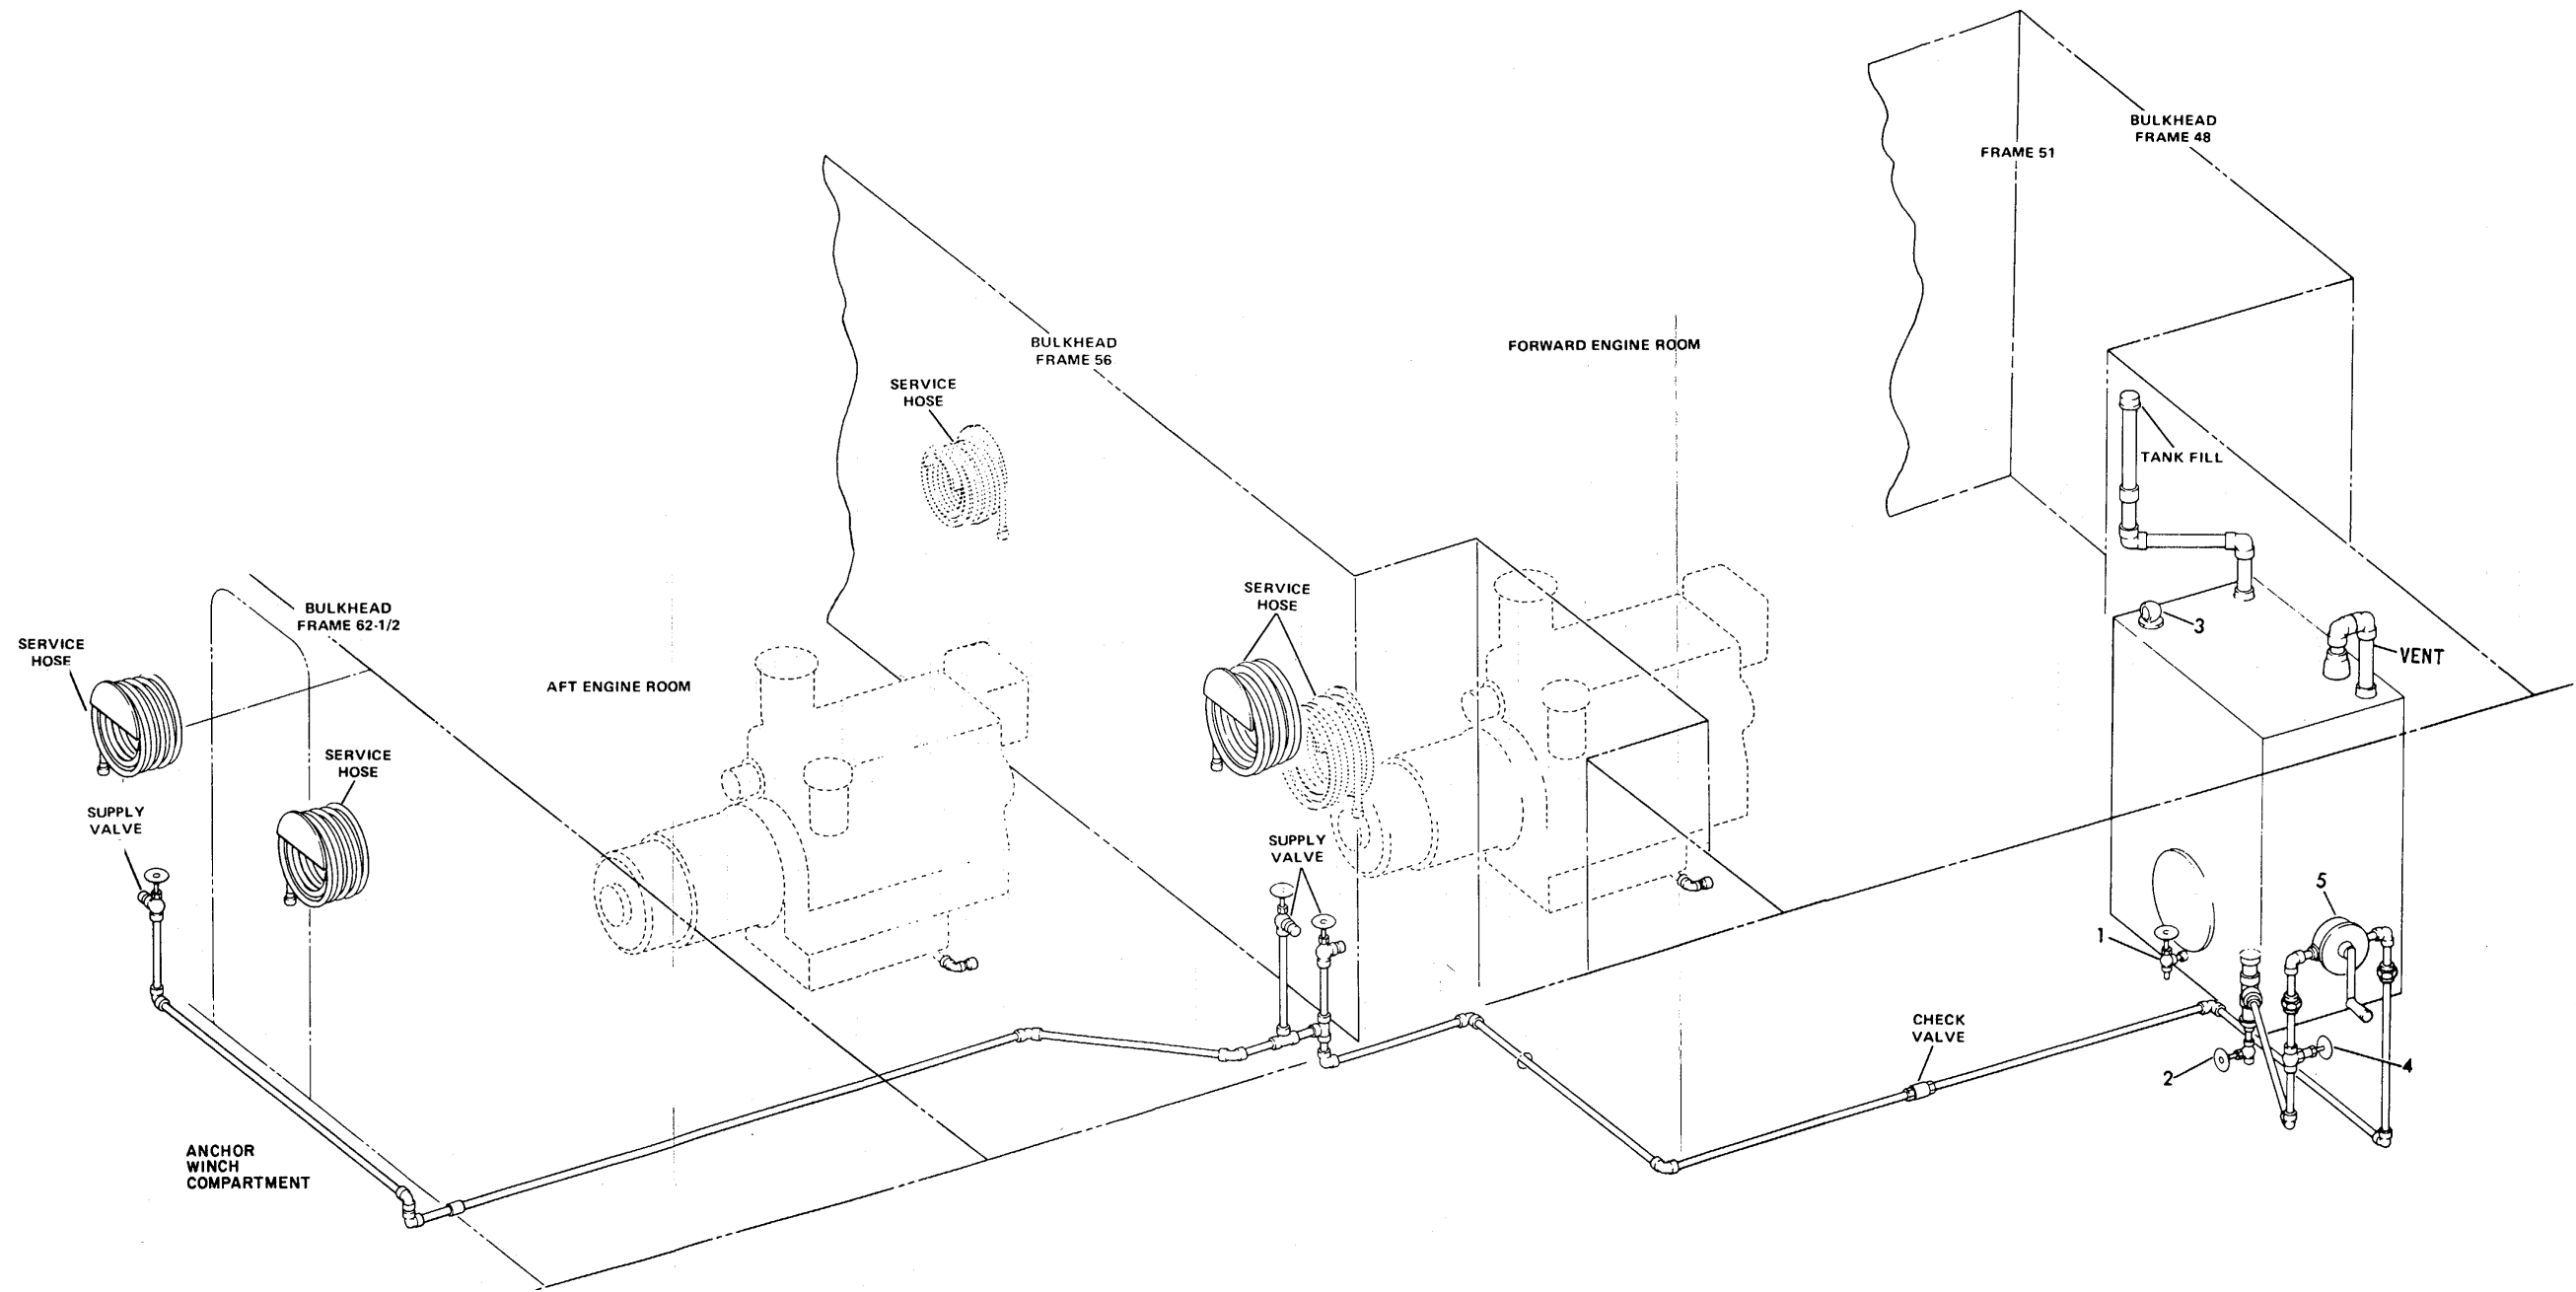 BULKHEAD
FRAME 48
FRAME 51
BULKHEAD
FRAME 56
FORWARD ENGINE ROOM
SERVICE
HOSE
TANK FILL
SERVICE
HOSE
BULKHEAD
FRAME 62-1/2
3
SERVICE
HOSE
VENT
AFT ENGINE ROOM
SERVICE
HOSE
SUPPLY
VALVE
SUPPLY
VALVE
5
1
CHECK
VALVE
2
4
ANCHOR
WINCH
COMPARTMENT